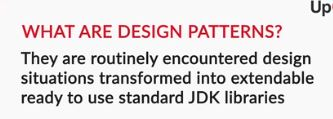 Up
WHAT ARE DESIGN PATTERNS?
They are routinely encountered design
situations transformed into extendable
ready to use standard JDK libraries